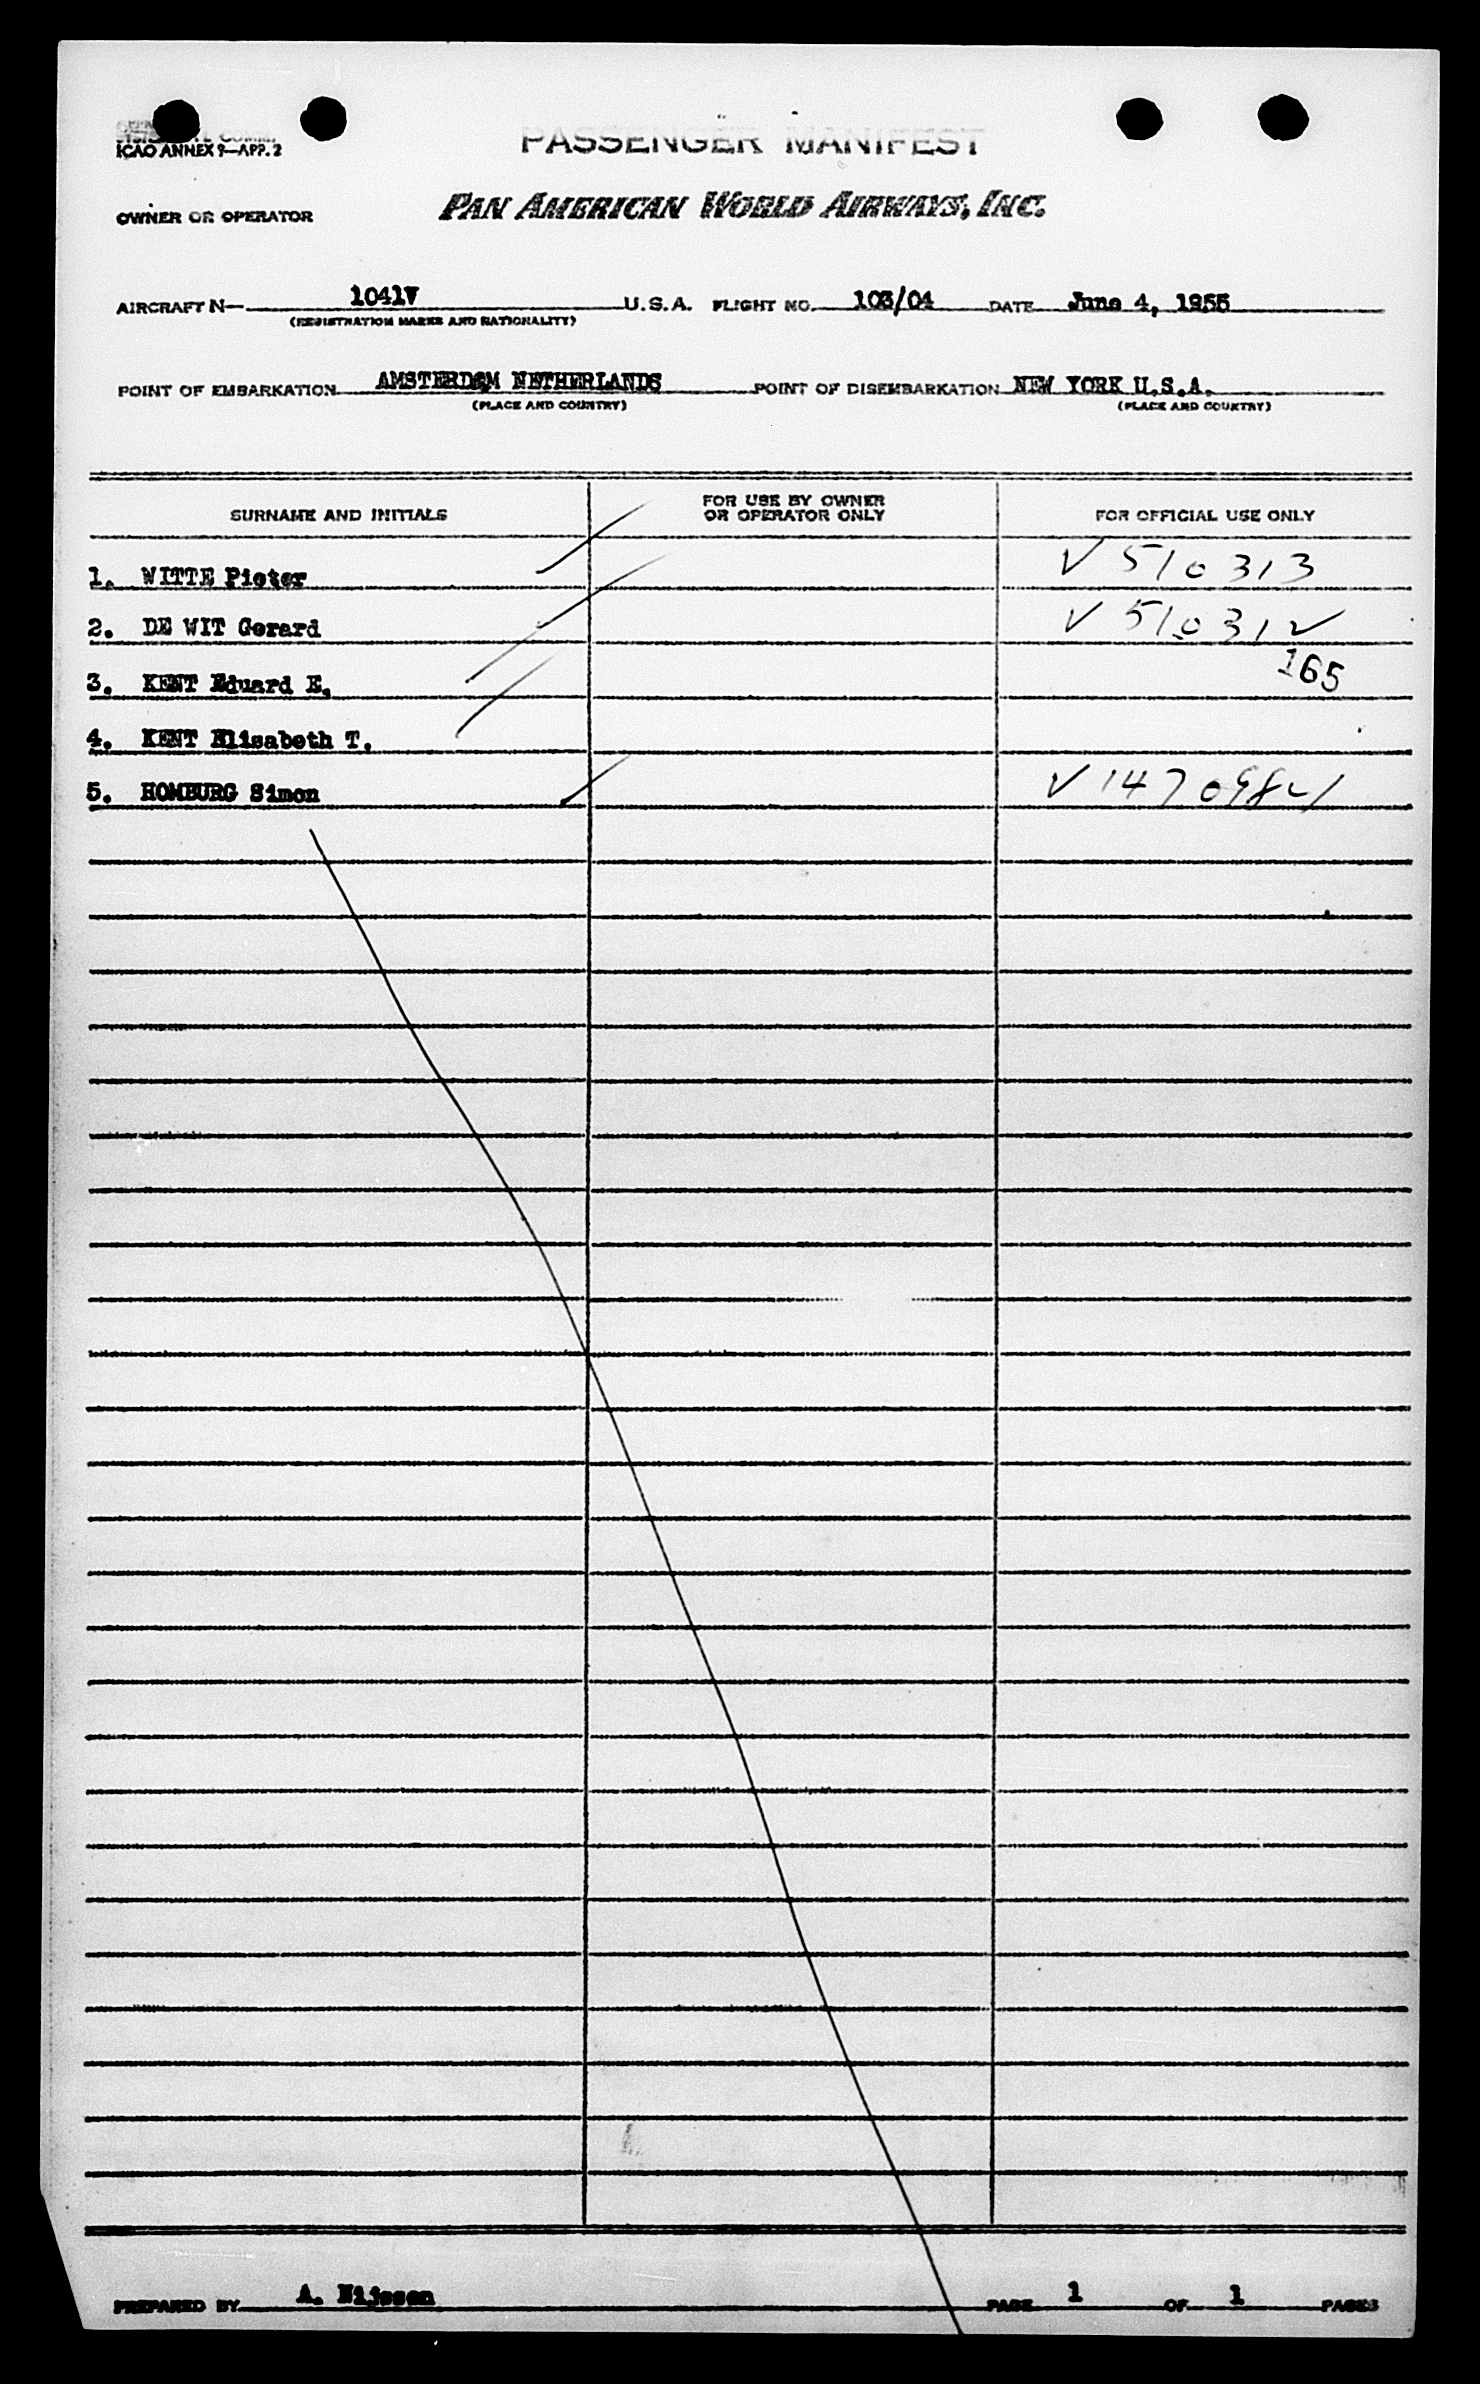 PASSENGER MANIFEST
ICAO ANNEX 9—APP. 2
OWNER OR OPERATOR PAN AMERICAN WORLD AIRWAYS, INC.
AIRCRAFT N— 1041V U.S.A. FLIGHT NO. 103/04 DATE June 4, 1955
(REGISTRATION MARKS AND NATIONALITY)
POINT OF EMBARKATION AMSTERDAM NETHERLANDS POINT OF DISEMBARKATION NEW YORK U.S.A.
(PLACE AND COUNTRY) (PLACE AND COUNTRY)
SURNAME AND INITIALS FOR USE BY OWNER OR OPERATOR ONLY FOR OFFICIAL USE ONLY
1. WITTE Pieter ✓ 510313
2. DE WIT Gerard ✓ 510312
165
3. KENT Eduard E.
4. KENT Elisabeth T.
5. HOMBURG Simon ✓
PREPARED BY A. Nijssen PAGE 1 OF 1 PAGES